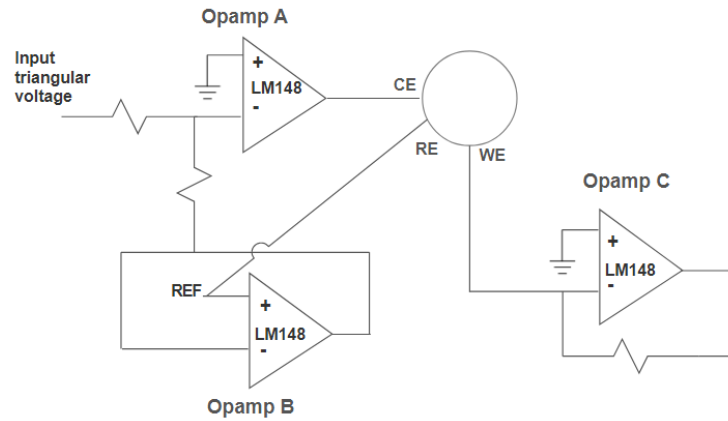 Opamp A
Input
triangular
voltage
+
LM148
-
CE
RE
WE
Opamp C
+
LM148
-
REF
+
LM148
-
Opamp B